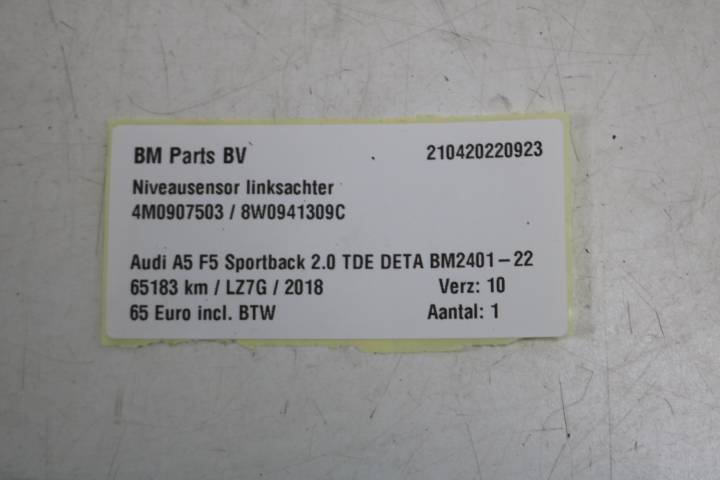 BM Parts BV 210420220923
Niveausensor linksachter
4M0907503 / 8W0941309C
Audi A5 F5 Sportback 2.0 TDE DETA BM2401-22
65183 km / LZ7G / 2018 Verz: 10
65 Euro incl. BTW Aantal: 1